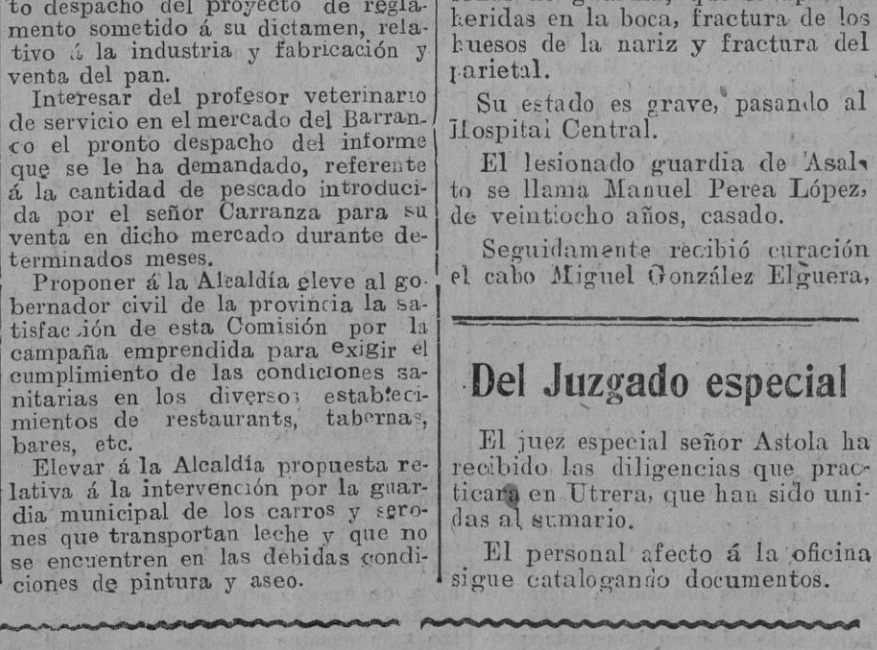 to despacho del proyecto de regla-
mento sometido á su dictamen, rela-
tivo á la industria y fabricación y
venta del pan.
Interesar del profesor veterinario
de servicio en el mercado del Barran-
co el pronto despacho del informe
que se le ha demandado, referente
á la cantidad de pescado introduci-
da por el señor Carranza para su
venta en dicho mercado durante de-
terminados meses.
Proponer á la Alcaldía eleve al go-
bernador civil de la provincia la sa-
tisfacción de esta Comisión por la
campaña emprendida para exigir el
cumplimiento de las condiciones sa-
nitarias en los diversos estableci-
mientos de restaurants, tabernas,
bares, etc.
Elevar á la Alcaldía propuesta re-
lativa á la intervención por la guar-
dia municipal de los carros y sero-
nes que transportan leche y que no
se encuentren en las debidas condi-
ciones de pintura y aseo.
heridas en la boca, fractura de los
huesos de la nariz y fractura del
parietal.
Su estado es grave, pasando al
Hospital Central.
El lesionado guardia de Asal-
to se llama Manuel Perea López,
de veintiocho años, casado.
Seguidamente recibió curación
el cabo Miguel González Elguera,
Del Juzgado especial
El juez especial señor Astola ha
recibido las diligencias que prac-
ticara en Utrera, que han sido uni-
das al sumario.
El personal afecto á la oficina
sigue catalogando documentos.